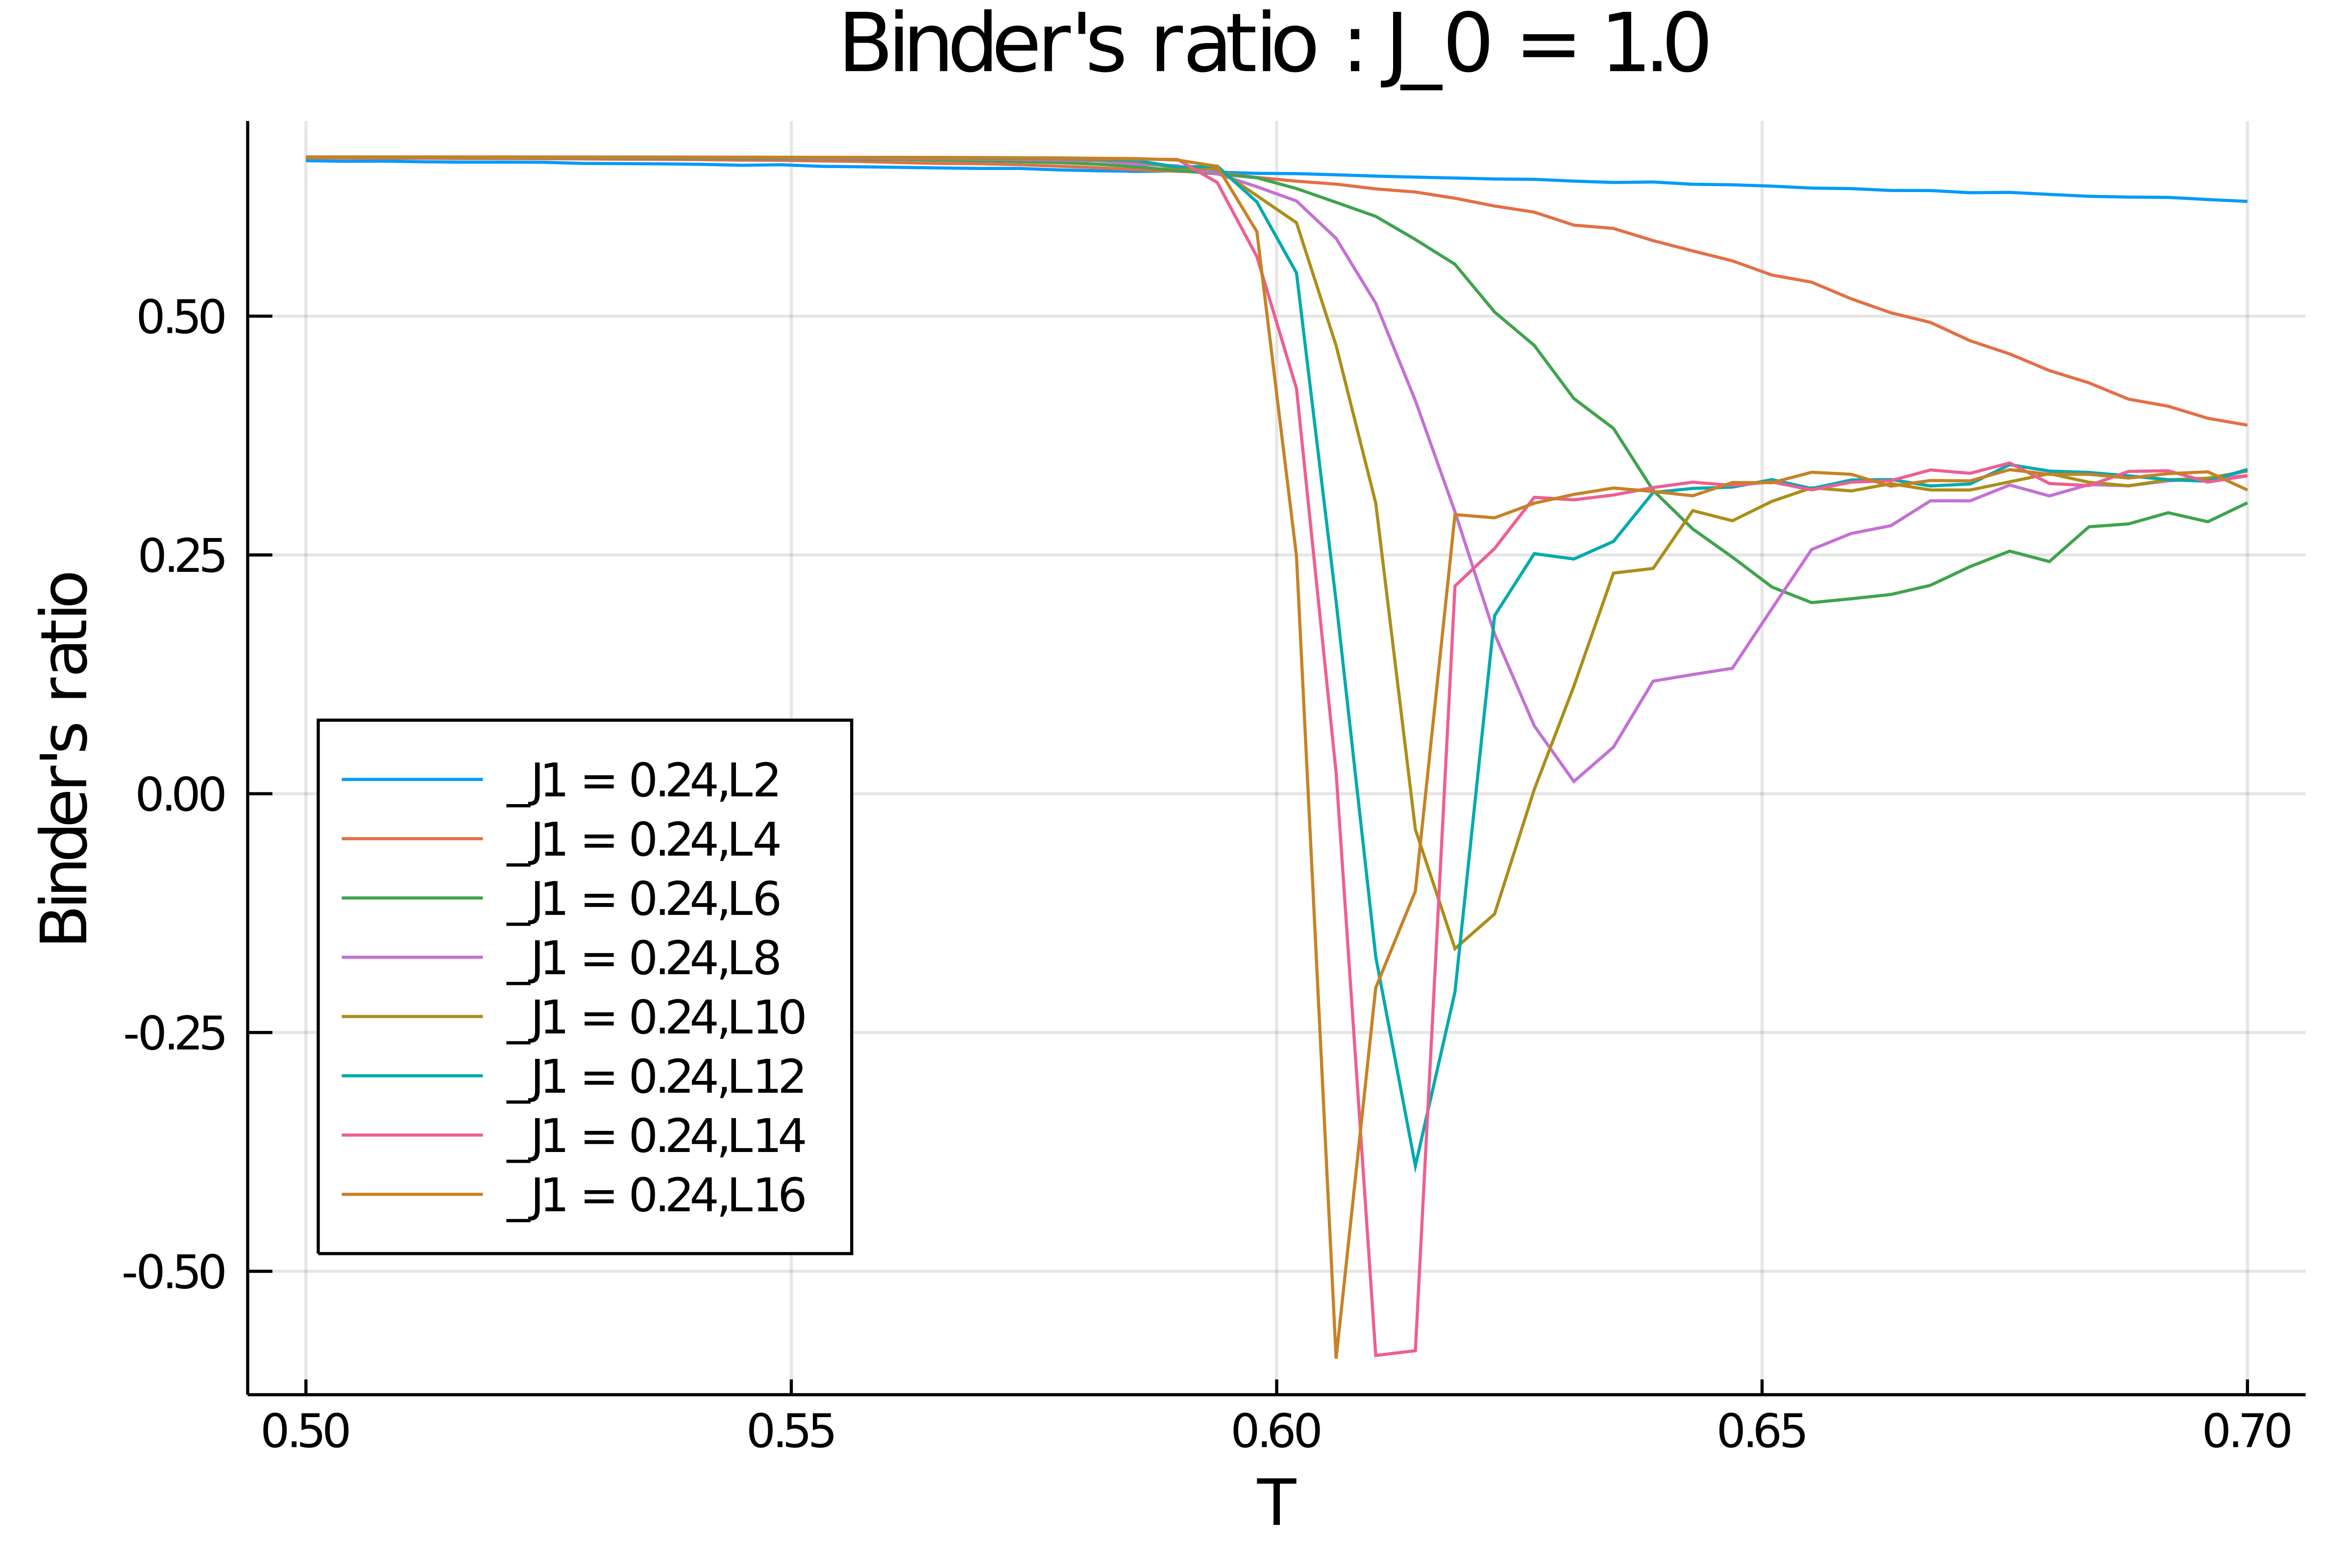 Binder's ratio : J_0 = 1.0
Binder's ratio
0.50
0.25
0.00
-0.25
-0.50
_J1 = 0.24,L2
_J1 = 0.24,L4
_J1 = 0.24,L6
_J1 = 0.24,L8
_J1 = 0.24,L10
_J1 = 0.24,L12
_J1 = 0.24,L14
_J1 = 0.24,L16
0.50 0.55 0.60 0.65 0.70
T